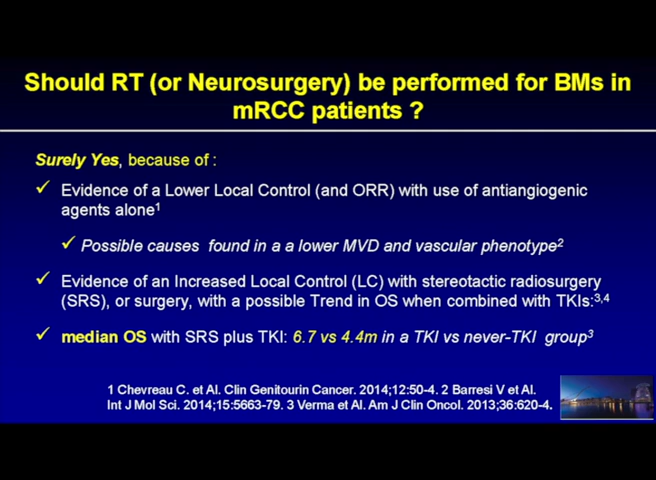 Should RT (or Neurosurgery) be performed for BMs in
mRCC patients ?
Surely Yes, because of :
✓ Evidence of a Lower Local Control (and ORR) with use of antiangiogenic
agents alone¹
✓ Possible causes found in a a lower MVD and vascular phenotype²
✓ Evidence of an Increased Local Control (LC) with stereotactic radiosurgery
(SRS), or surgery, with a possible Trend in OS when combined with TKIs:³,⁴
✓ median OS with SRS plus TKI: 6.7 vs 4.4m in a TKI vs never-TKI group³
1 Chevreau C. et Al. Clin Genitourin Cancer. 2014;12:50-4. 2 Barresi V et Al.
Int J Mol Sci. 2014;15:5663-79. 3 Verma et Al. Am J Clin Oncol. 2013;36:620-4.